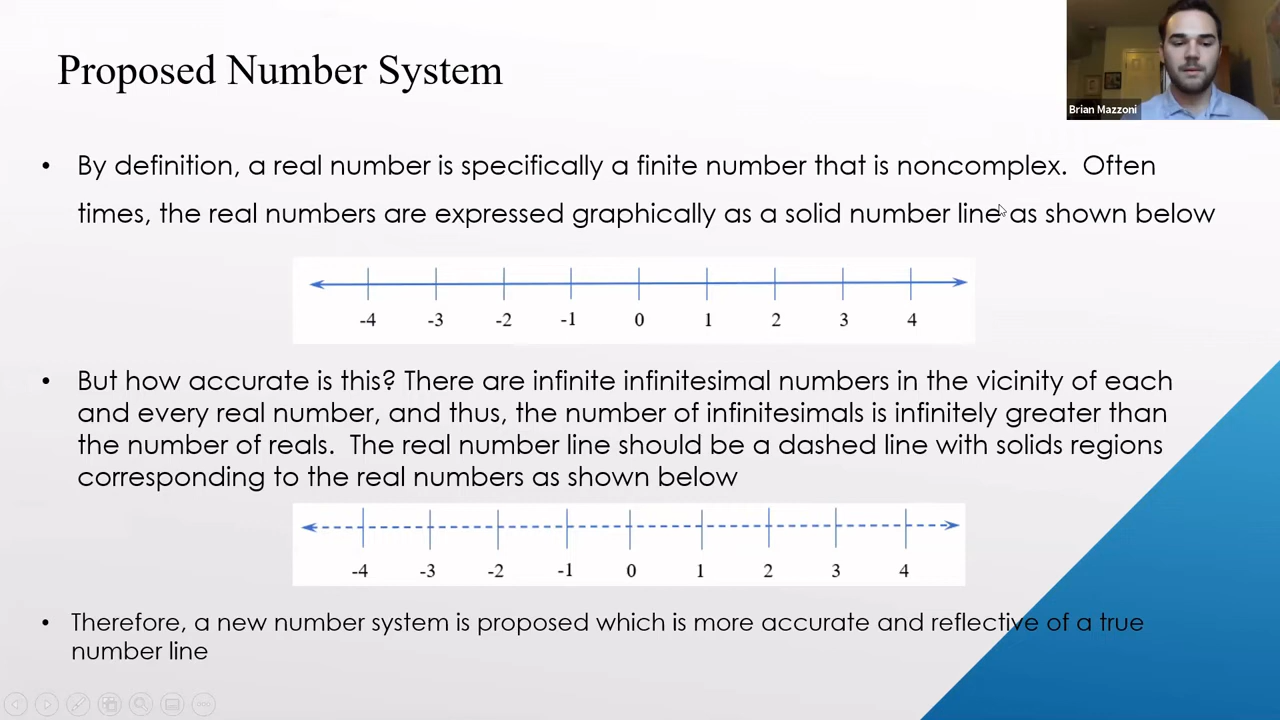 Proposed Number System
Brian Mazzoni
• By definition, a real number is specifically a finite number that is noncomplex. Often
times, the real numbers are expressed graphically as a solid number line as shown below
-4 -3 -2 -1 0 1 2 3 4
• But how accurate is this? There are infinite infinitesimal numbers in the vicinity of each
and every real number, and thus, the number of infinitesimals is infinitely greater than
the number of reals. The real number line should be a dashed line with solids regions
corresponding to the real numbers as shown below
-4 -3 -2 -1 0 1 2 3 4
• Therefore, a new number system is proposed which is more accurate and reflective of a true
number line